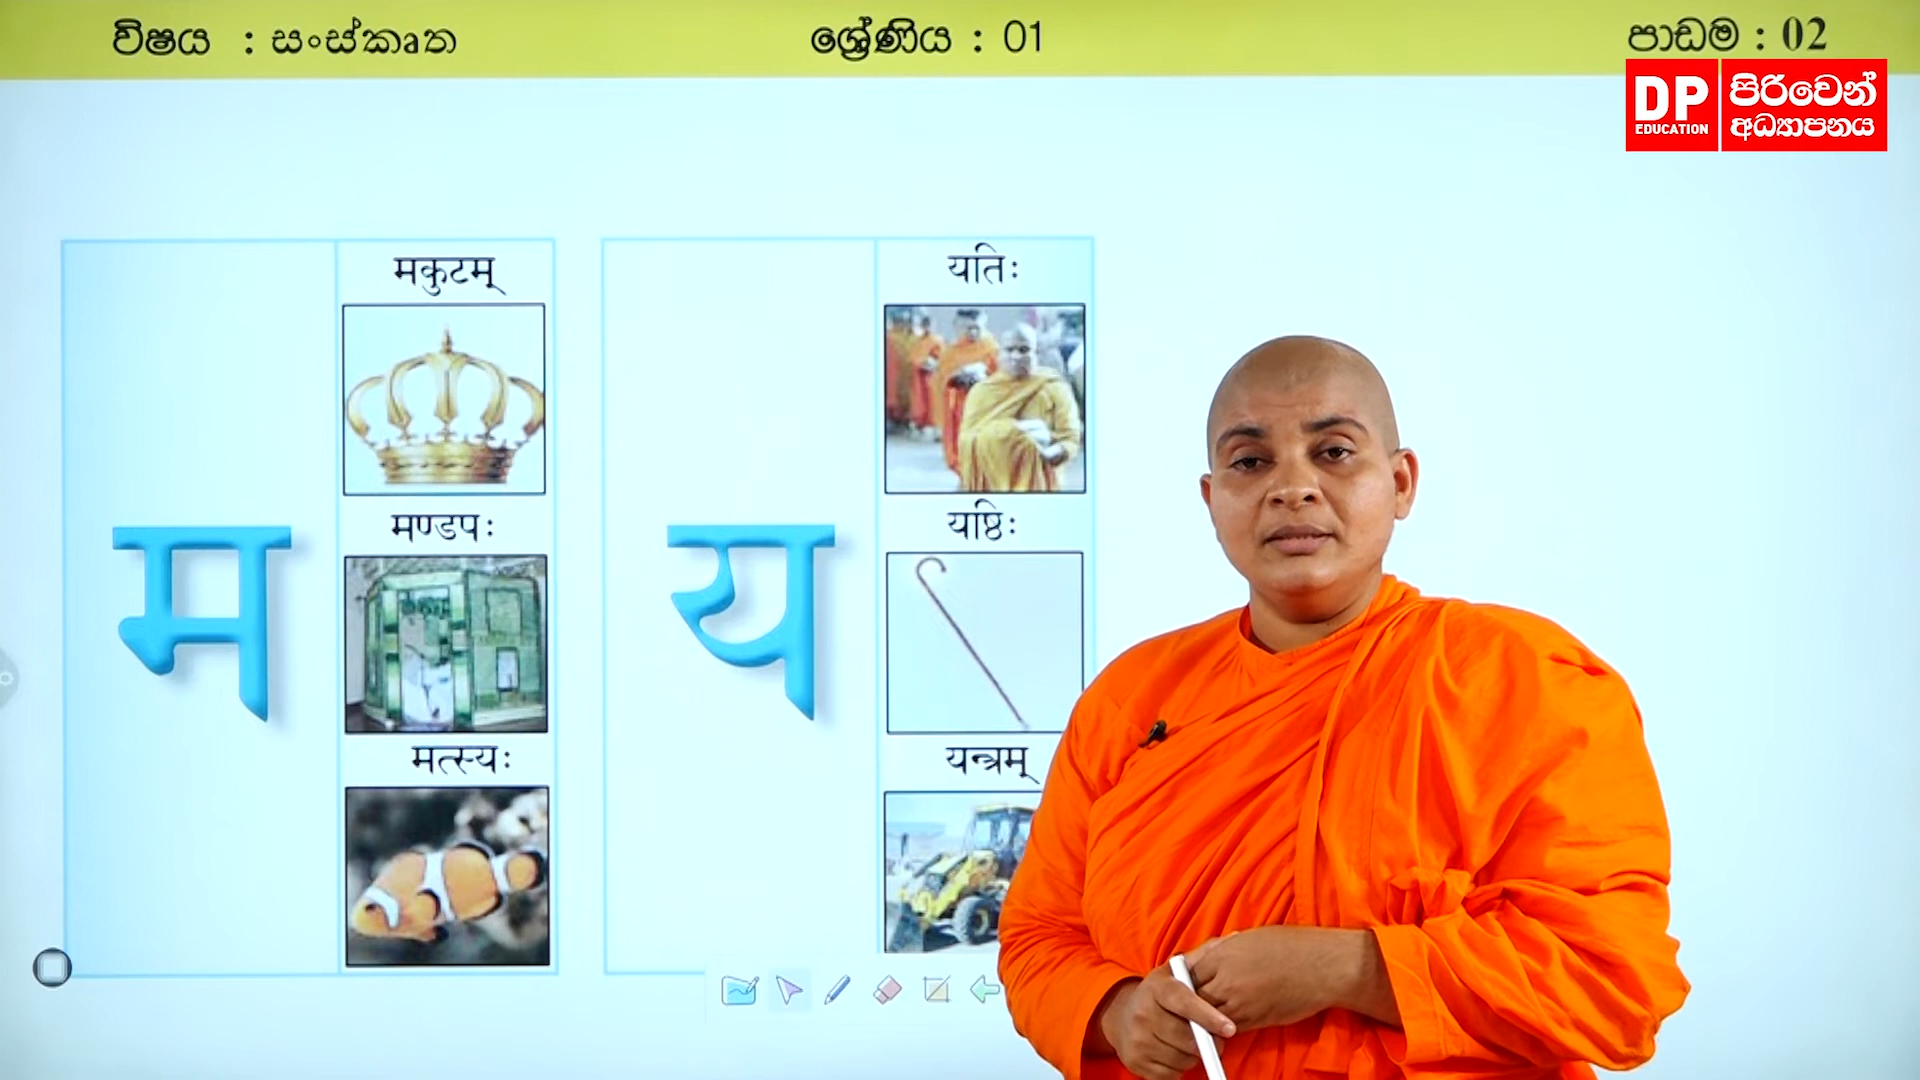 විෂය : සංස්කෘත
ශ්‍රේණිය : 01
පාඩම : 02
DP
EDUCATION
පිරිවෙන්
අධ්‍යාපනය
म
मकुटम्
मण्डपः
मत्स्यः
य
यतिः
यष्ठिः
यन्त्रम्